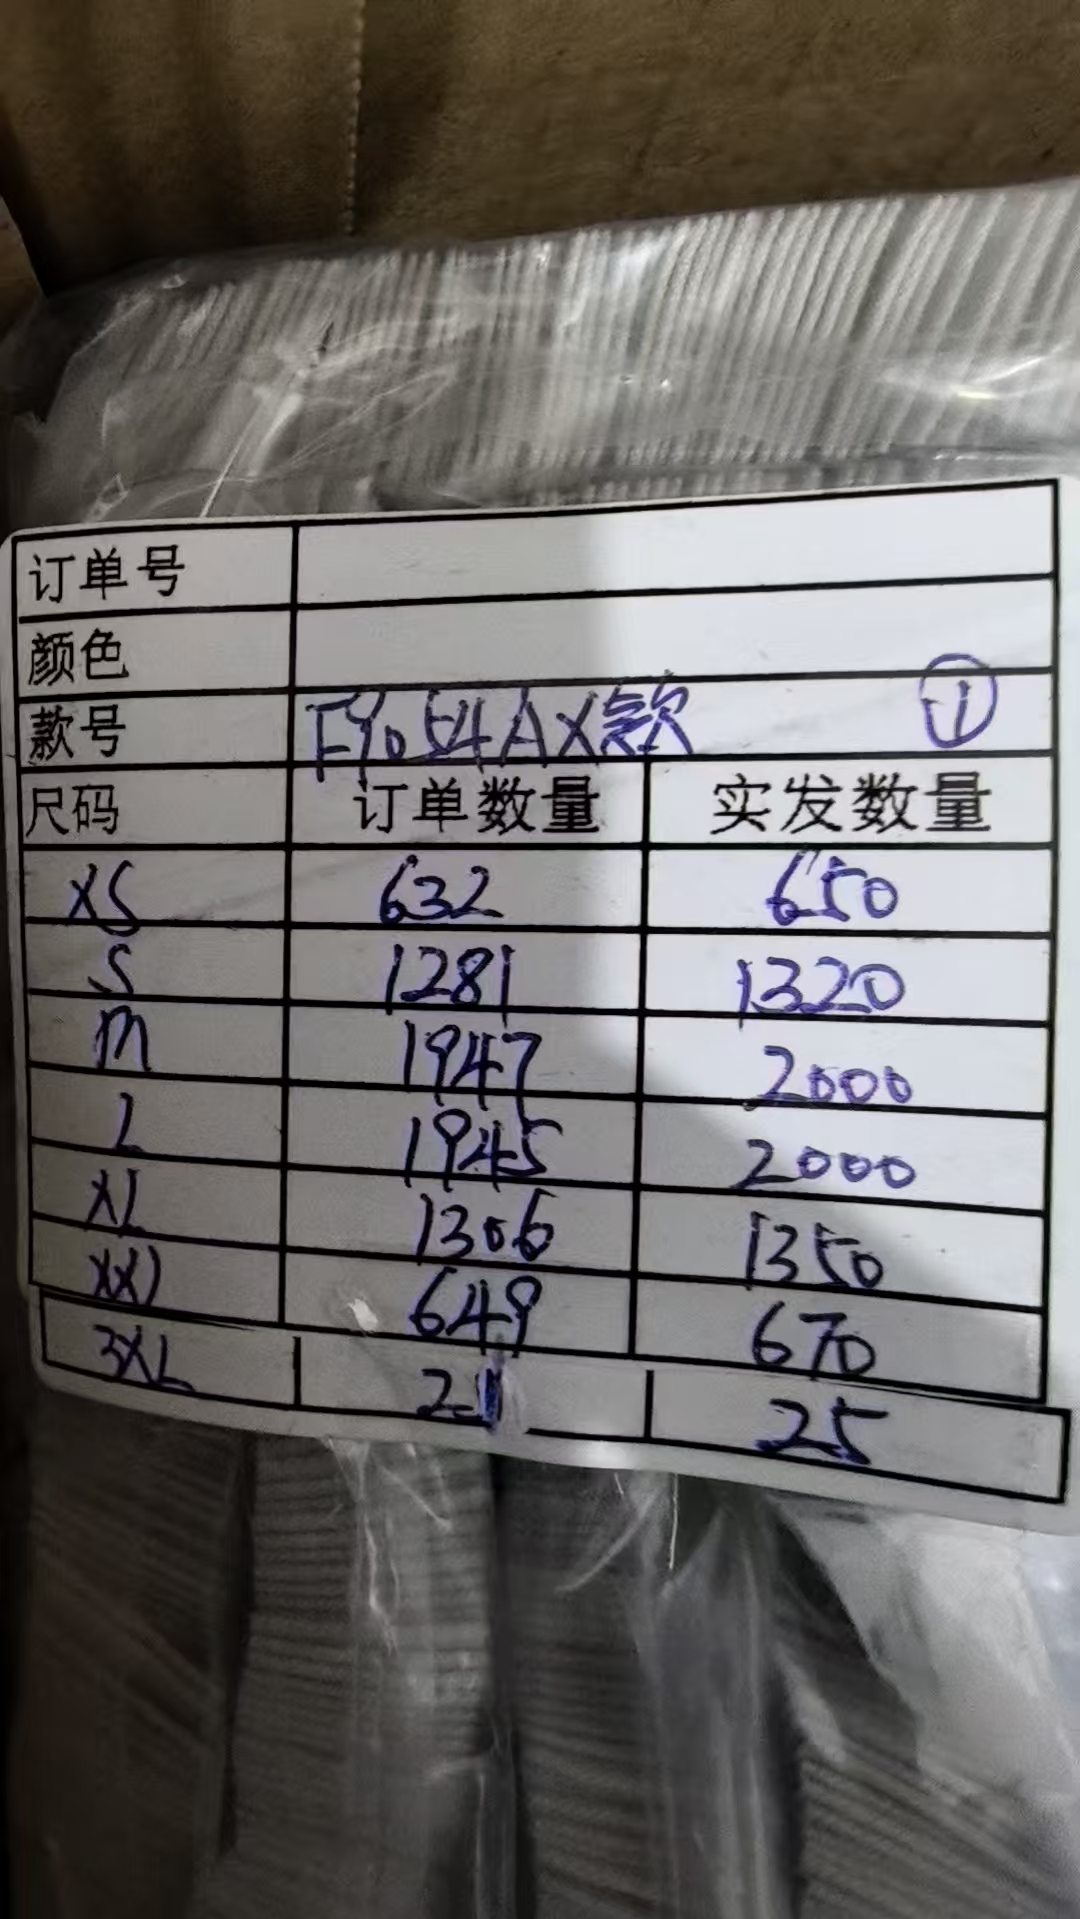 订单号
颜色
款号 F9054AX款 ①
尺码 订单数量 实发数量
XS 632 650
S 1281 1320
M 1947 2000
L 1945 2000
XL 1306 1350
XXL 649 670
3XL 21 25